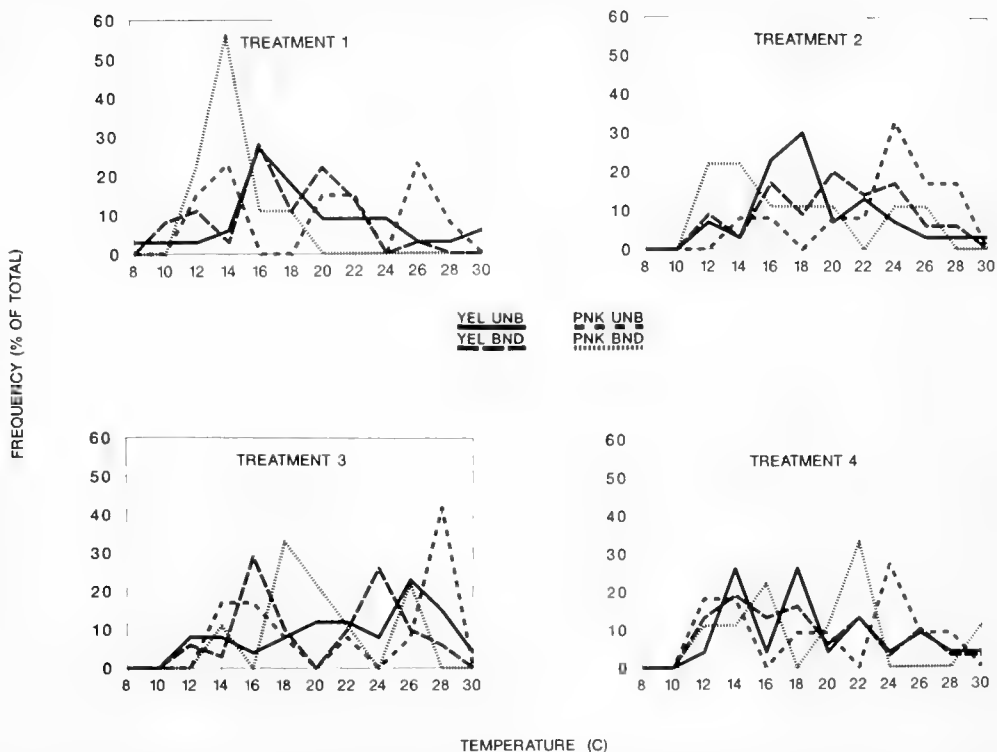 60
50
40
30
20
10
0
TREATMENT 1
8 10 12 14 16 18 20 22 24 26 28 30
60
50
40
30
20
10
0
TREATMENT 2
8 10 12 14 16 18 20 22 24 26 28 30
FREQUENCY (% OF TOTAL)
YEL UNB PNK UNB
YEL BND PNK BND
60
50
40
30
20
10
0
TREATMENT 3
8 10 12 14 16 18 20 22 24 26 28 30
60
50
40
30
20
10
0
TREATMENT 4
8 10 12 14 16 18 20 22 24 26 28 30
TEMPERATURE (C)